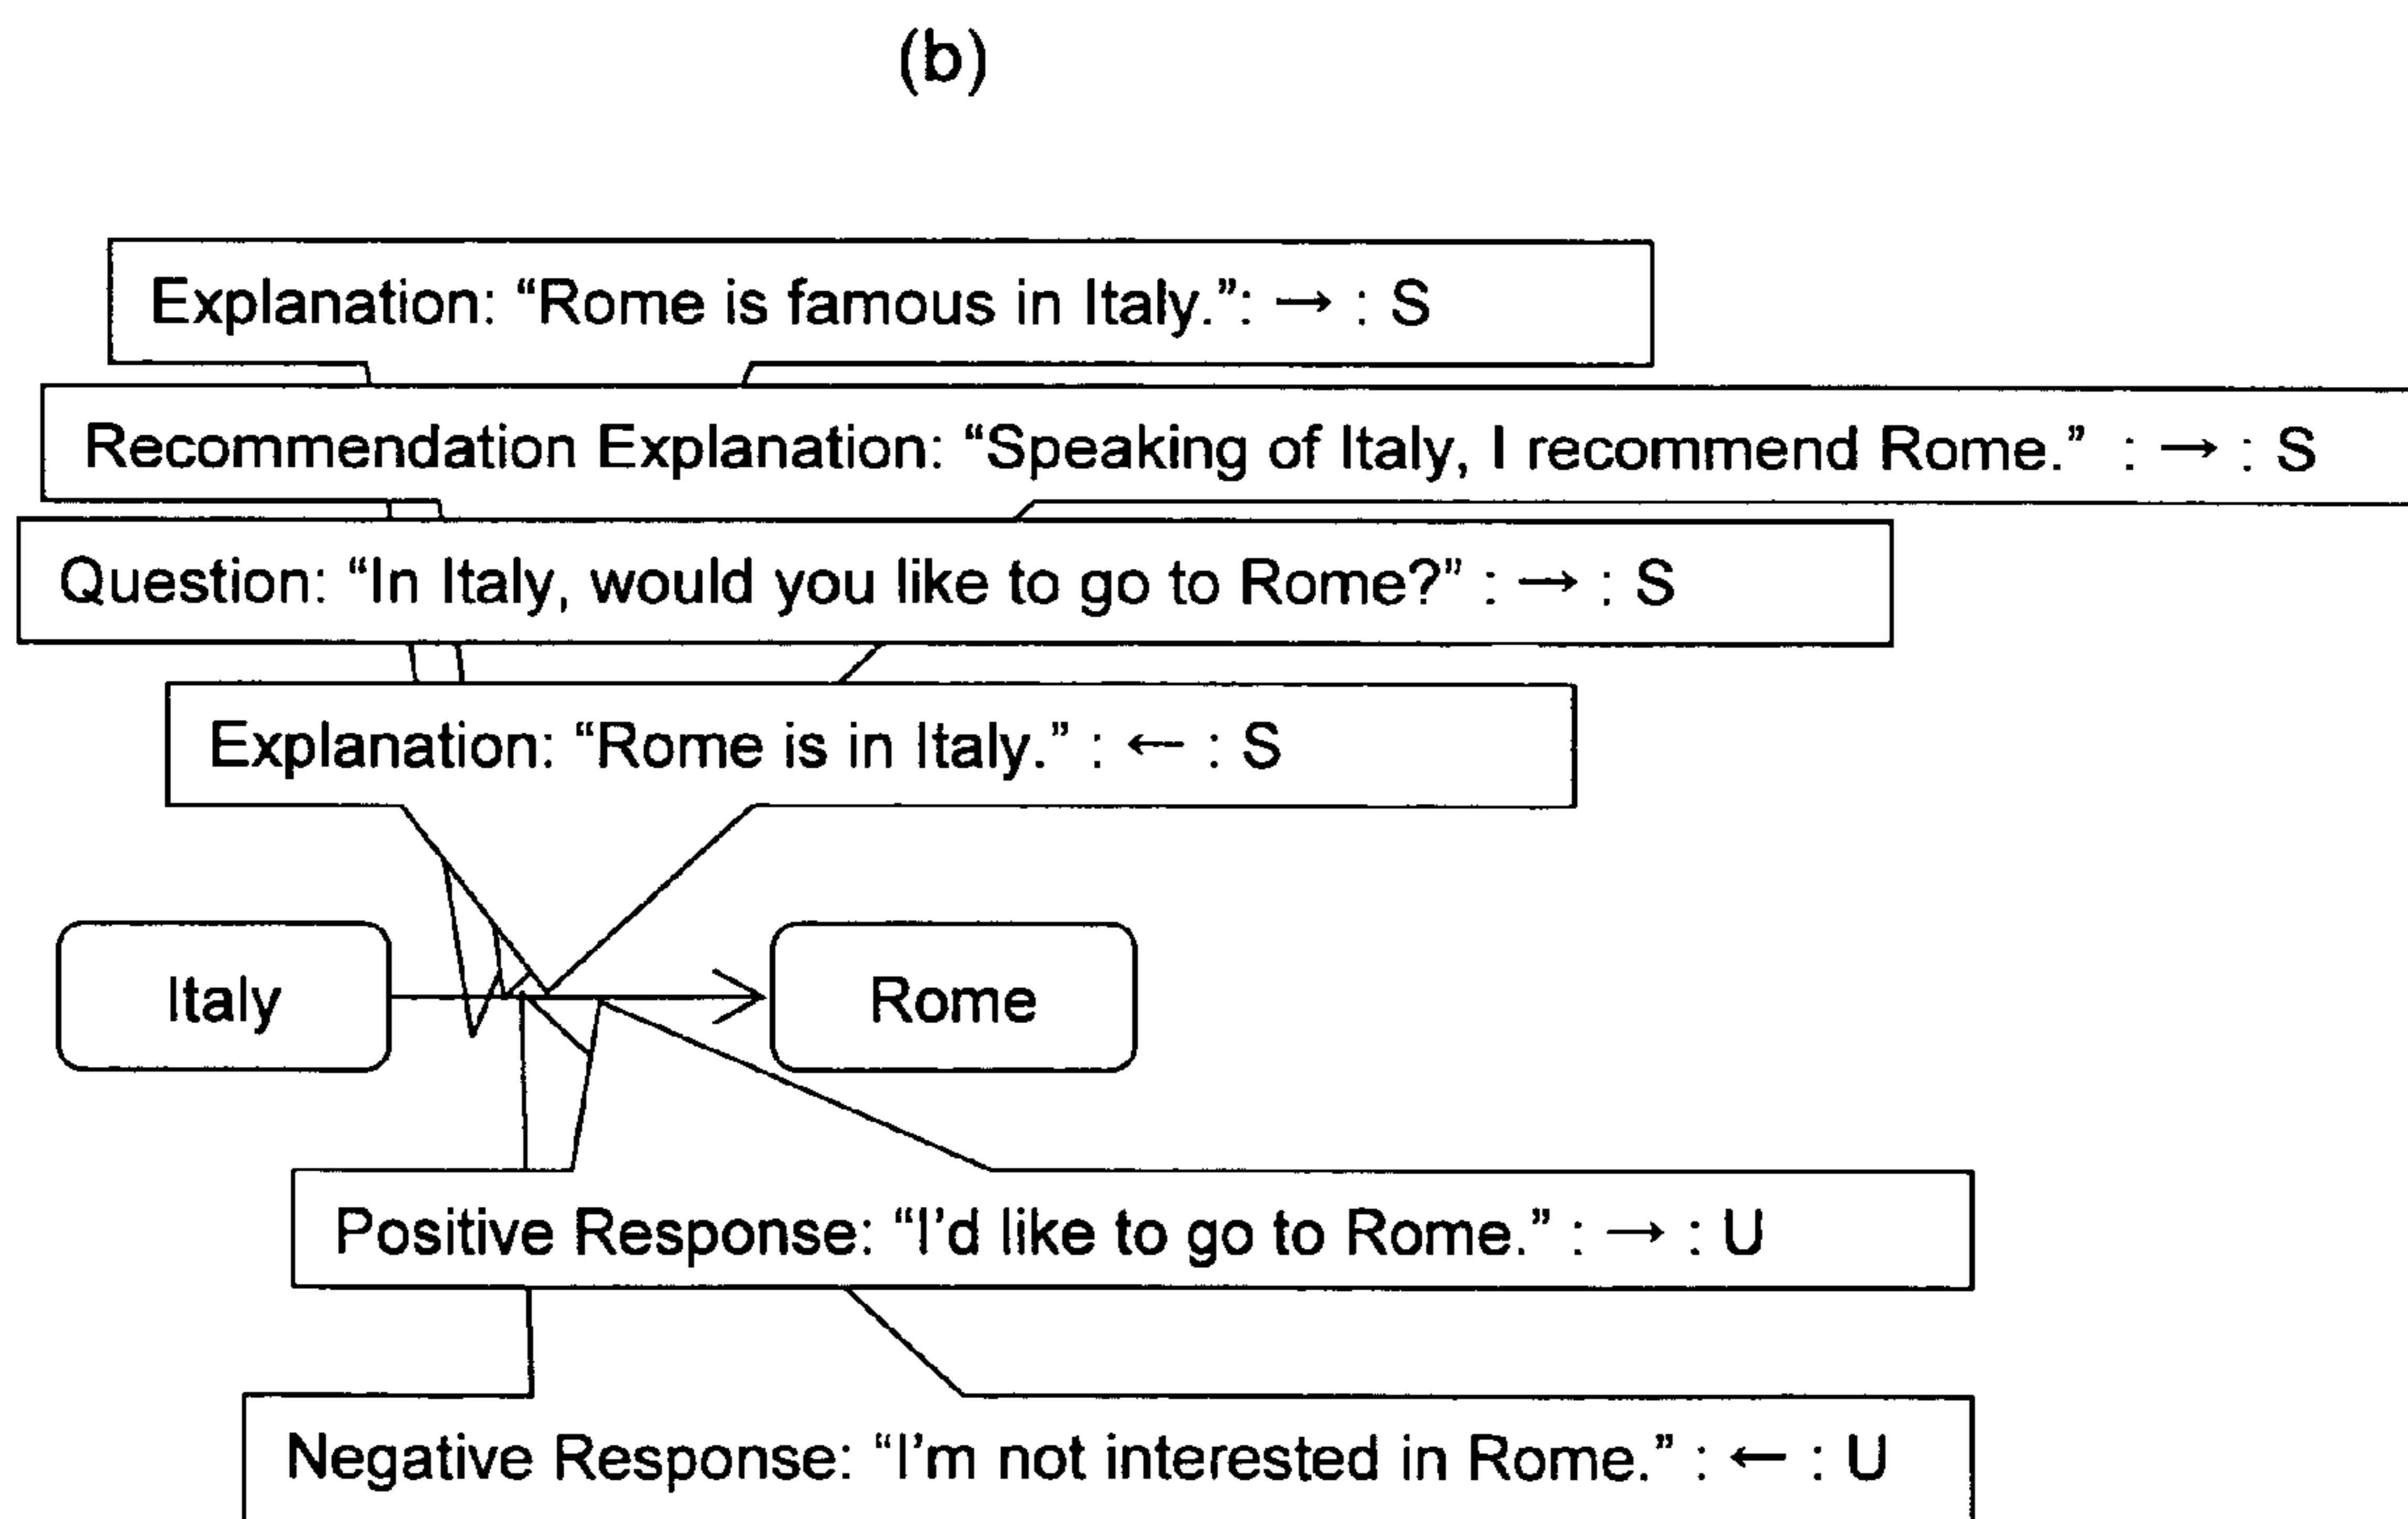 (b)
Explanation: “Rome is famous in Italy.”: → : S
Recommendation Explanation: “Speaking of Italy, I recommend Rome.” : → : S
Question: “In Italy, would you like to go to Rome?” : → : S
Explanation: “Rome is in Italy.” : ← : S
Italy
Rome
Positive Response: “I’d like to go to Rome.” : → : U
Negative Response: “I’m not interested in Rome.” : ← : U